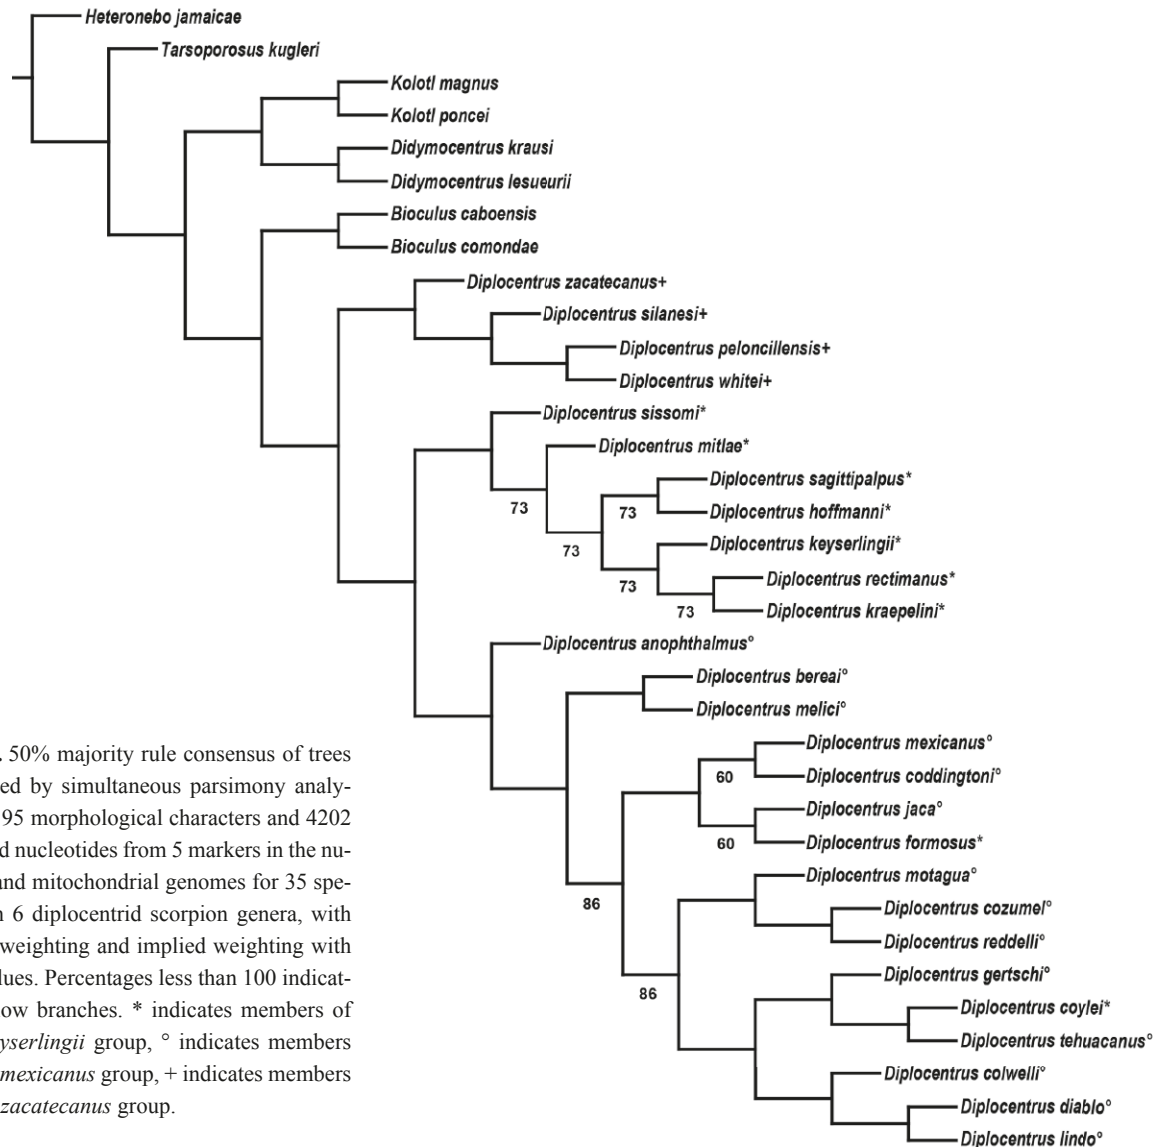 Heteronebo jamaicae
Tarsoporosus kugleri
Kolotl magnus
Kolotl poncei
Didymocentrus krausi
Didymocentrus lesueurii
Bioculus caboensis
Bioculus comondae
Diplocentrus zacatecanus+
Diplocentrus silanesi+
Diplocentrus peloncillensis+
Diplocentrus whitei+
Diplocentrus sissomi*
Diplocentrus mitlae*
Diplocentrus sagittipalpus*
73
73
Diplocentrus hoffmanni*
Diplocentrus keyserlingii*
73
Diplocentrus rectimanus*
73
73
Diplocentrus kraepelini*
Diplocentrus anophthalmus°
Diplocentrus bereai°
Diplocentrus melici°
Diplocentrus mexicanus°
60
Diplocentrus coddingtoni°
Diplocentrus jaca°
60
Diplocentrus formosus*
Diplocentrus motagua°
86
Diplocentrus cozumel°
Diplocentrus reddelli°
Diplocentrus gertschi°
86
Diplocentrus coylei*
Diplocentrus tehuacanus°
Diplocentrus colwelli°
Diplocentrus diablo°
Diplocentrus lindo°
. 50% majority rule consensus of trees
ed by simultaneous parsimony analy-
95 morphological characters and 4202
d nucleotides from 5 markers in the nu-
and mitochondrial genomes for 35 spe-
n 6 diplocentrid scorpion genera, with
weighting and implied weighting with
lues. Percentages less than 100 indicat-
low branches. * indicates members of
yserlingii group, ° indicates members
mexicanus group, + indicates members
zacatecanus group.